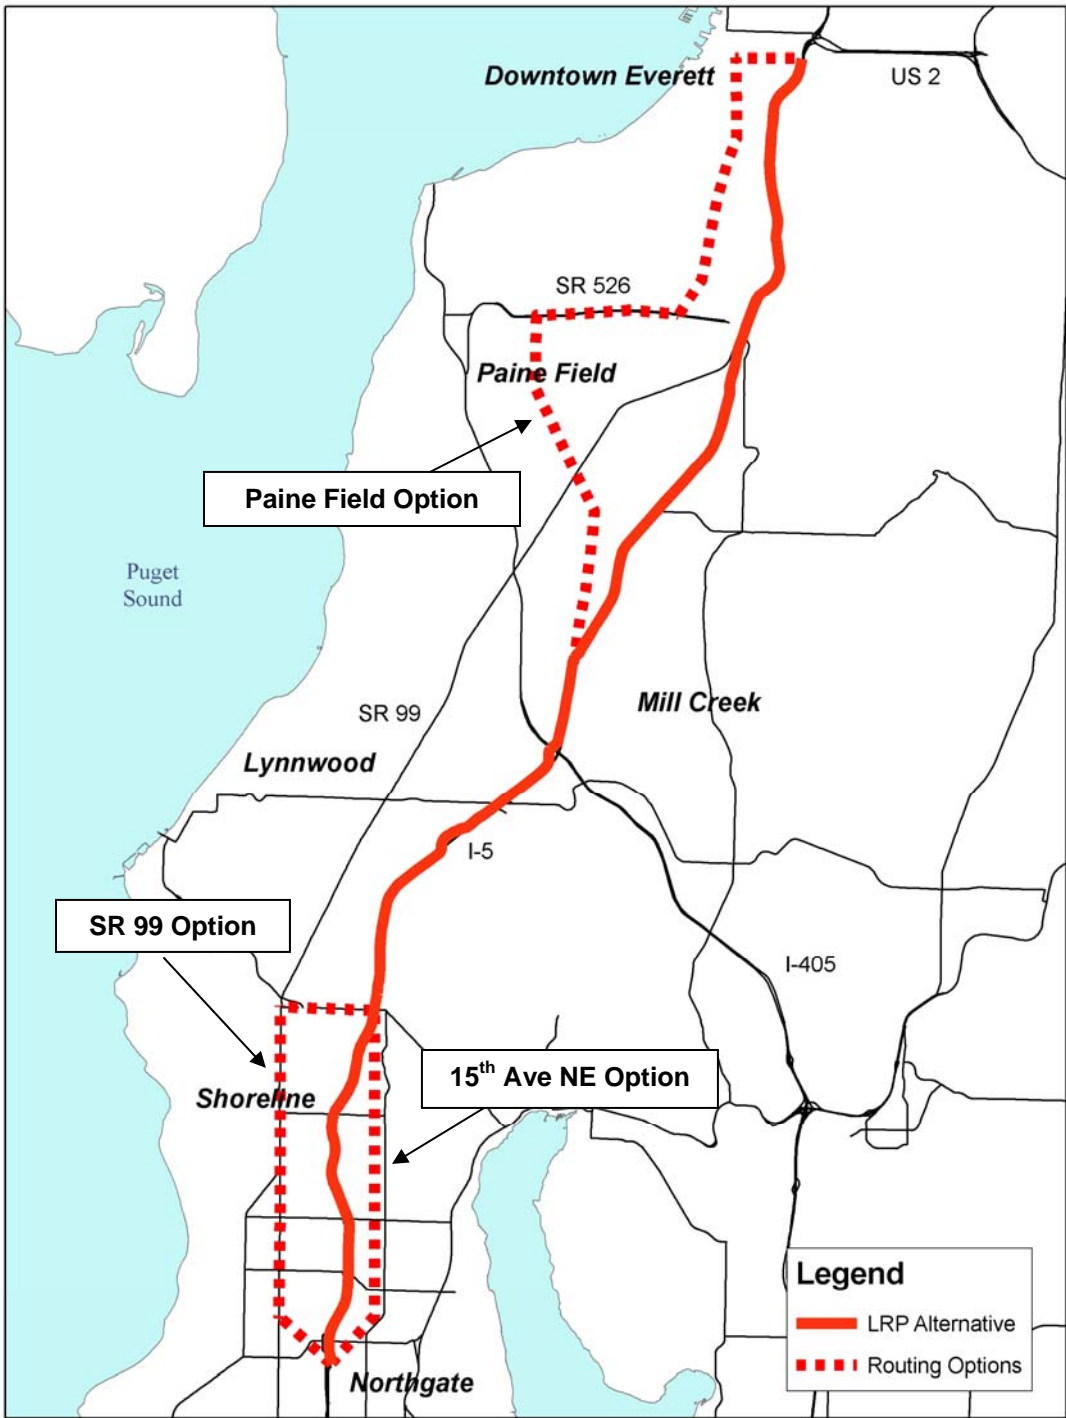 Downtown Everett
US 2
SR 526
Paine Field
Paine Field Option
Puget
Sound
Mill Creek
SR 99
Lynnwood
I-5
SR 99 Option
I-405
15th Ave NE Option
Shoreline
Legend
LRP Alternative
Routing Options
Northgate